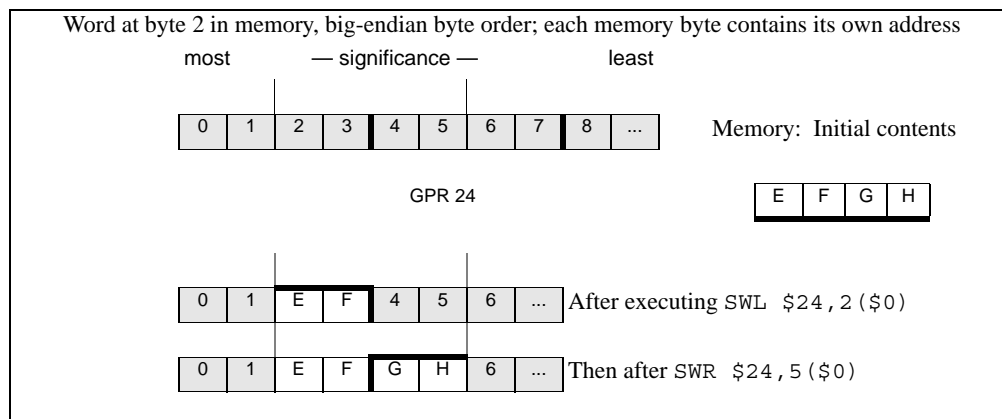 Word at byte 2 in memory, big-endian byte order; each memory byte contains its own address
most — significance — least
0 1 2 3 4 5 6 7 8 ... Memory: Initial contents
GPR 24 E F G H
0 1 E F 4 5 6 ... After executing SWL $24,2($0)
0 1 E F G H 6 ... Then after SWR $24,5($0)